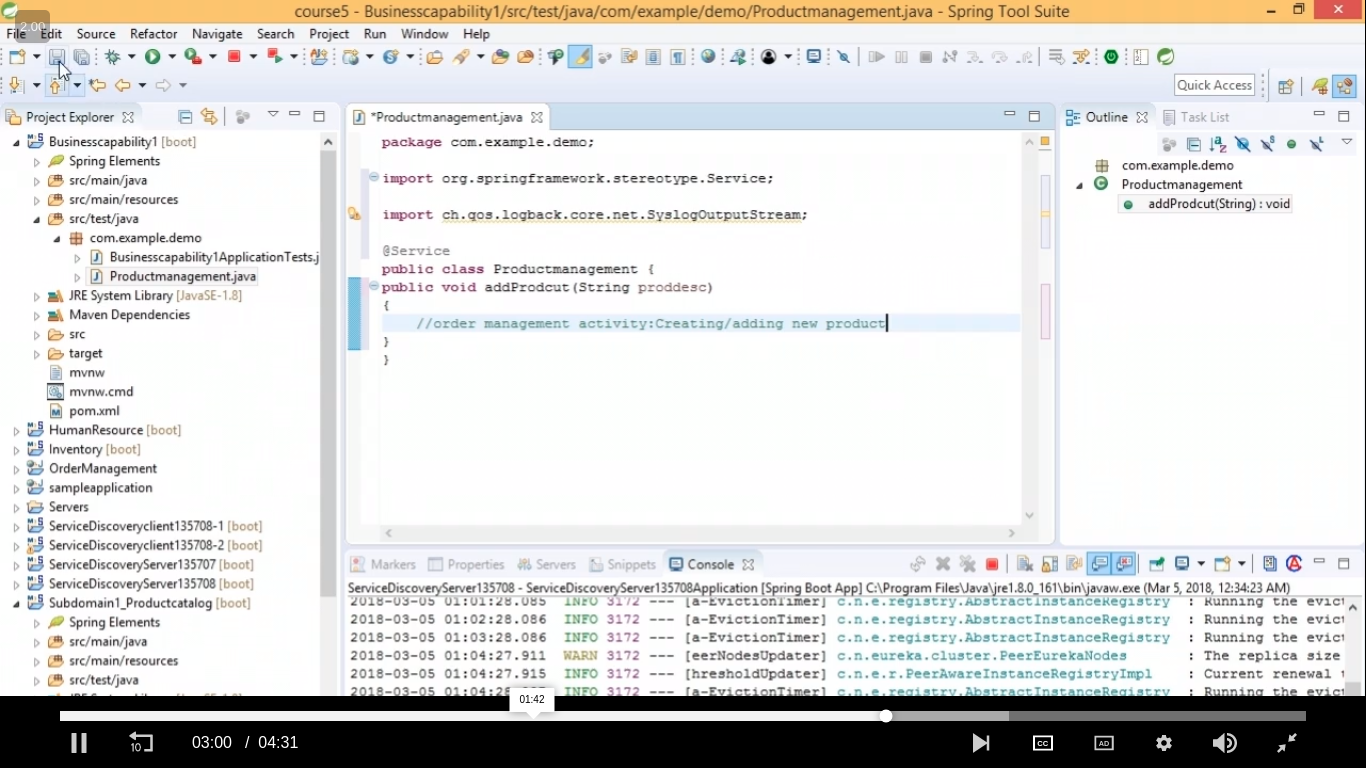 course5 - Businesscapability1/src/test/java/com/example/demo/Productmanagement.java - Spring Tool Suite
2.00
File Edit Source Refactor Navigate Search Project Run Window Help
Quick Access
Project Explorer
Businesscapability1 [boot]
Spring Elements
src/main/java
src/main/resources
src/test/java
com.example.demo
Businesscapability1ApplicationTests.j
Productmanagement.java
JRE System Library [JavaSE-1.8]
Maven Dependencies
src
target
mvnw
mvnw.cmd
pom.xml
HumanResource [boot]
Inventory [boot]
OrderManagement
sampleapplication
Servers
ServiceDiscoveryclient135708-1 [boot]
ServiceDiscoveryclient135708-2 [boot]
ServiceDiscoveryServer135707 [boot]
ServiceDiscoveryServer135708 [boot]
Subdomain1_Productcatalog [boot]
Spring Elements
src/main/java
src/main/resources
src/test/java
*Productmanagement.java
package com.example.demo;
import org.springframework.stereotype.Service;
import ch.qos.logback.core.net.SyslogOutputStream;
@Service
public class Productmanagement {
public void addProdcut(String proddesc)
{
//order management activity:Creating/adding new product
}
}
Outline Task List
com.example.demo
Productmanagement
addProdcut(String) : void
Markers Properties Servers Snippets Console
ServiceDiscoveryServer135708 - ServiceDiscoveryServer135708Application [Spring Boot App] C:\Program Files\Java\jre1.8.0_161\bin\javaw.exe (Mar 5, 2018, 12:34:23 AM)
2018-03-05 01:01:28.085 INFO 3172 --- [a-EvictionTimer] c.n.e.registry.AbstractInstanceRegistry : Running the evict
2018-03-05 01:02:28.086 INFO 3172 --- [a-EvictionTimer] c.n.e.registry.AbstractInstanceRegistry : Running the evict
2018-03-05 01:03:28.086 INFO 3172 --- [a-EvictionTimer] c.n.e.registry.AbstractInstanceRegistry : Running the evict
2018-03-05 01:04:27.911 WARN 3172 --- [eerNodesUpdater] c.n.eureka.cluster.PeerEurekaNodes : The replica size
2018-03-05 01:04:27.915 INFO 3172 --- [hresholdUpdater] c.n.e.r.PeerAwareInstanceRegistryImpl : Current renewal
INFO 3172 --- [a-EvictionTimer] c.n.e.registry.AbstractInstanceRegistry : Running the evict
01:42
10
03:00 / 04:31
CC
AD